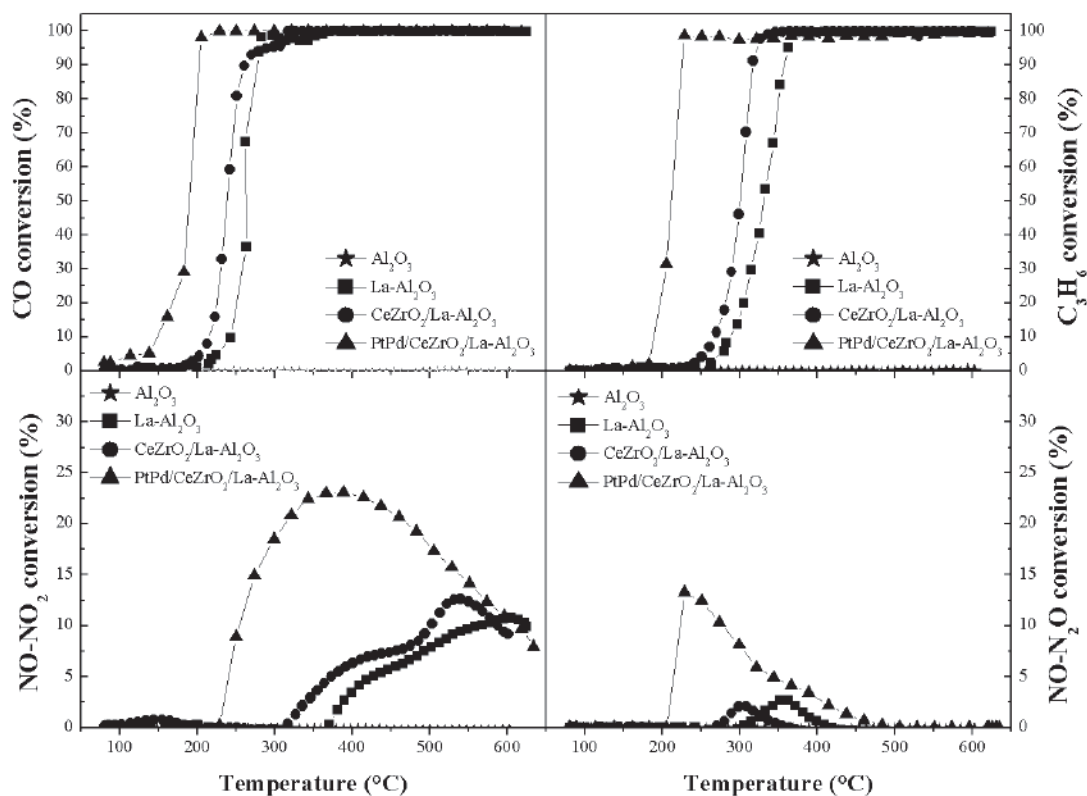 CO conversion (%)
100
90
80
70
60
50
40
30
20
10
0
Al₂O₃
La-Al₂O₃
CeZrO₂/La-Al₂O₃
PtPd/CeZrO₂/La-Al₂O₃
Al₂O₃
La-Al₂O₃
CeZrO₂/La-Al₂O₃
PtPd/CeZrO₂/La-Al₂O₃
100
90
80
70
60
50
40
30
20
10
0
C₃H₆ conversion (%)
NO-NO₂ conversion (%)
30
25
20
15
10
5
0
Al₂O₃
La-Al₂O₃
CeZrO₂/La-Al₂O₃
PtPd/CeZrO₂/La-Al₂O₃
100 200 300 400 500 600
Temperature (°C)
Al₂O₃
La-Al₂O₃
CeZrO₂/La-Al₂O₃
PtPd/CeZrO₂/La-Al₂O₃
30
25
20
15
10
5
0
NO-N₂O conversion (%)
100 200 300 400 500 600
Temperature (°C)